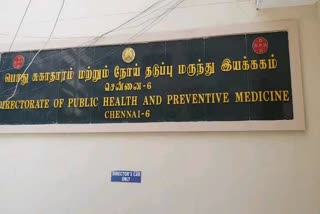 பொது சுகாதாரம் மற்றும் நோய் தடுப்பு மருந்து இயக்ககம்
சென்னை-6
DIRECTORATE OF PUBLIC HEALTH AND PREVENTIVE MEDICINE
CHENNAI-6
DIRECTOR'S CAR
ONLY